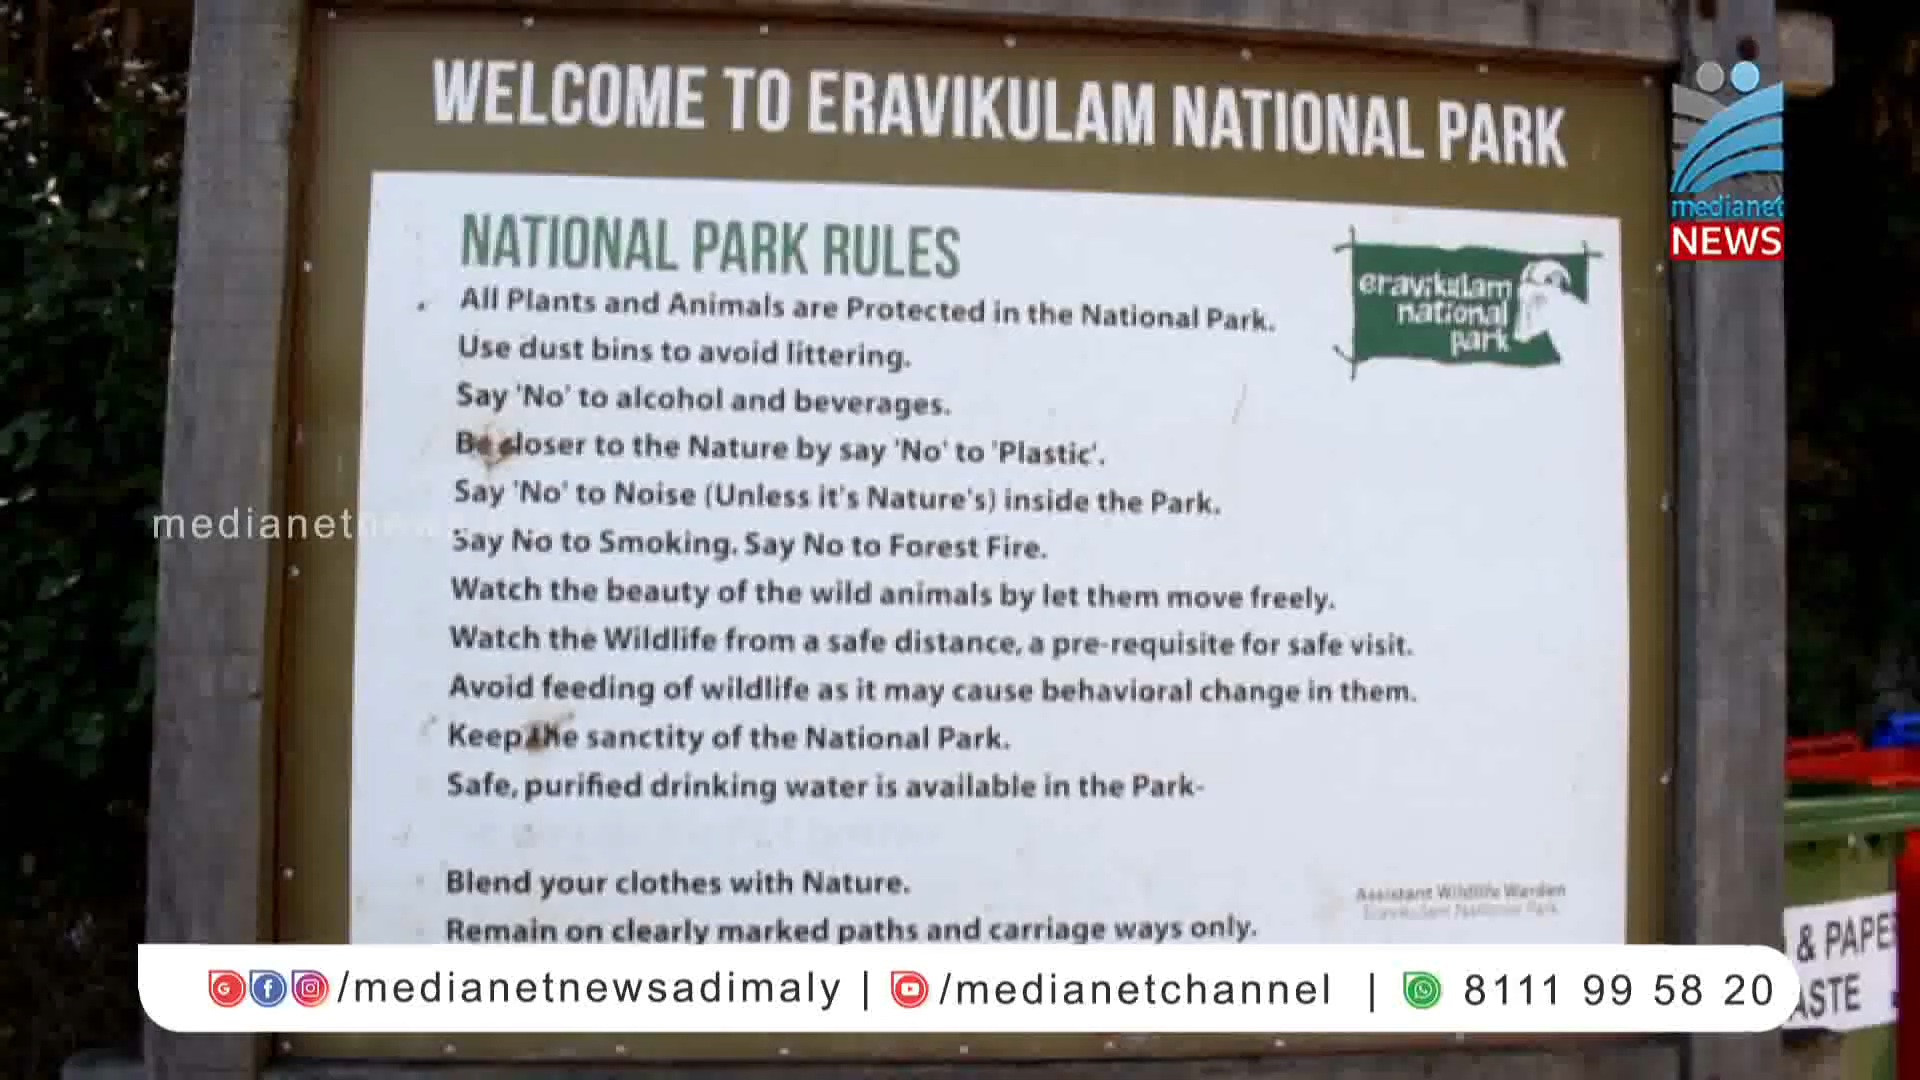 WELCOME TO ERAVIKULAM NATIONAL PARK
medianet
NEWS
NATIONAL PARK RULES
eravikulam
national
park
All Plants and Animals are Protected in the National Park.
Use dust bins to avoid littering.
Say 'No' to alcohol and beverages.
Be closer to the Nature by say 'No' to 'Plastic'.
Say 'No' to Noise (Unless it's Nature's) inside the Park.
medianetnews
Say No to Smoking. Say No to Forest Fire.
Watch the beauty of the wild animals by let them move freely.
Watch the Wildlife from a safe distance, a pre-requisite for safe visit.
Avoid feeding of wildlife as it may cause behavioral change in them.
Keep the sanctity of the National Park.
Safe, purified drinking water is available in the Park-
Blend your clothes with Nature.
Assistant Wildlife Warden
Eravikulam National Park
Remain on clearly marked paths and carriage ways only.
& PAPE
ASTE
/medianetnewsadimaly | /medianetchannel | 8111 99 58 20